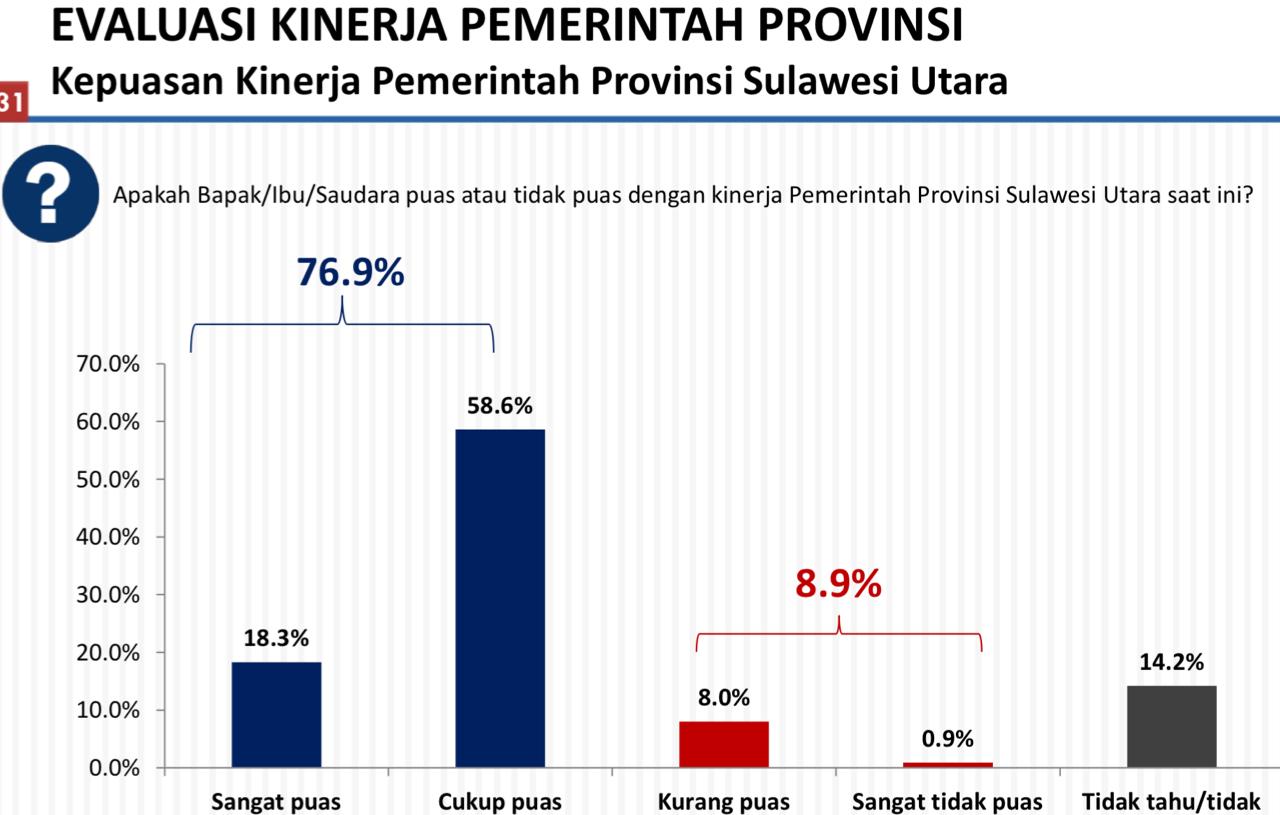 EVALUASI KINERJA PEMERINTAH PROVINSI
Kepuasan Kinerja Pemerintah Provinsi Sulawesi Utara
31
?
Apakah Bapak/Ibu/Saudara puas atau tidak puas dengan kinerja Pemerintah Provinsi Sulawesi Utara saat ini?
76.9%
70.0%
60.0%
50.0%
40.0%
30.0%
20.0%
10.0%
0.0%
18.3%
58.6%
8.9%
8.0%
0.9%
14.2%
Sangat puas
Cukup puas
Kurang puas
Sangat tidak puas
Tidak tahu/tidak